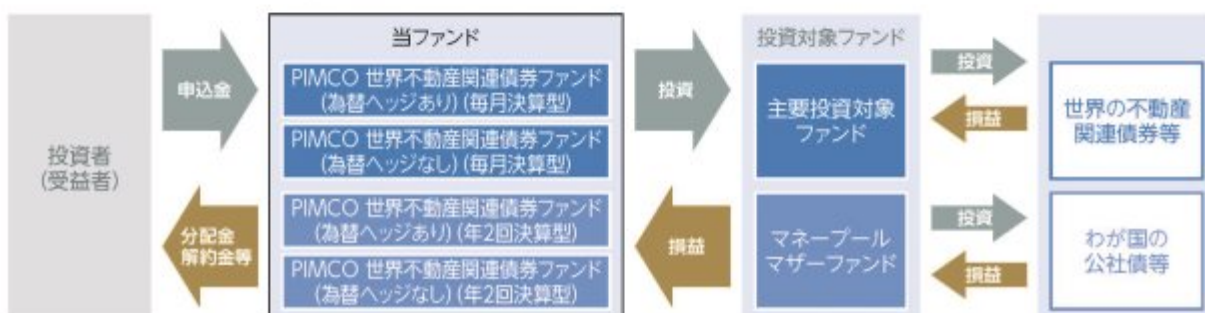 投資者
(受益者)
申込金
分配金
解約金等
当ファンド
PIMCO 世界不動産関連債券ファンド
(為替ヘッジあり)(毎月決算型)
PIMCO 世界不動産関連債券ファンド
(為替ヘッジなし)(毎月決算型)
PIMCO 世界不動産関連債券ファンド
(為替ヘッジあり)(年2回決算型)
PIMCO 世界不動産関連債券ファンド
(為替ヘッジなし)(年2回決算型)
投資
損益
投資対象ファンド
主要投資対象
ファンド
マネープール
マザーファンド
投資
損益
投資
損益
世界の不動産
関連債券等
わが国の
公社債等